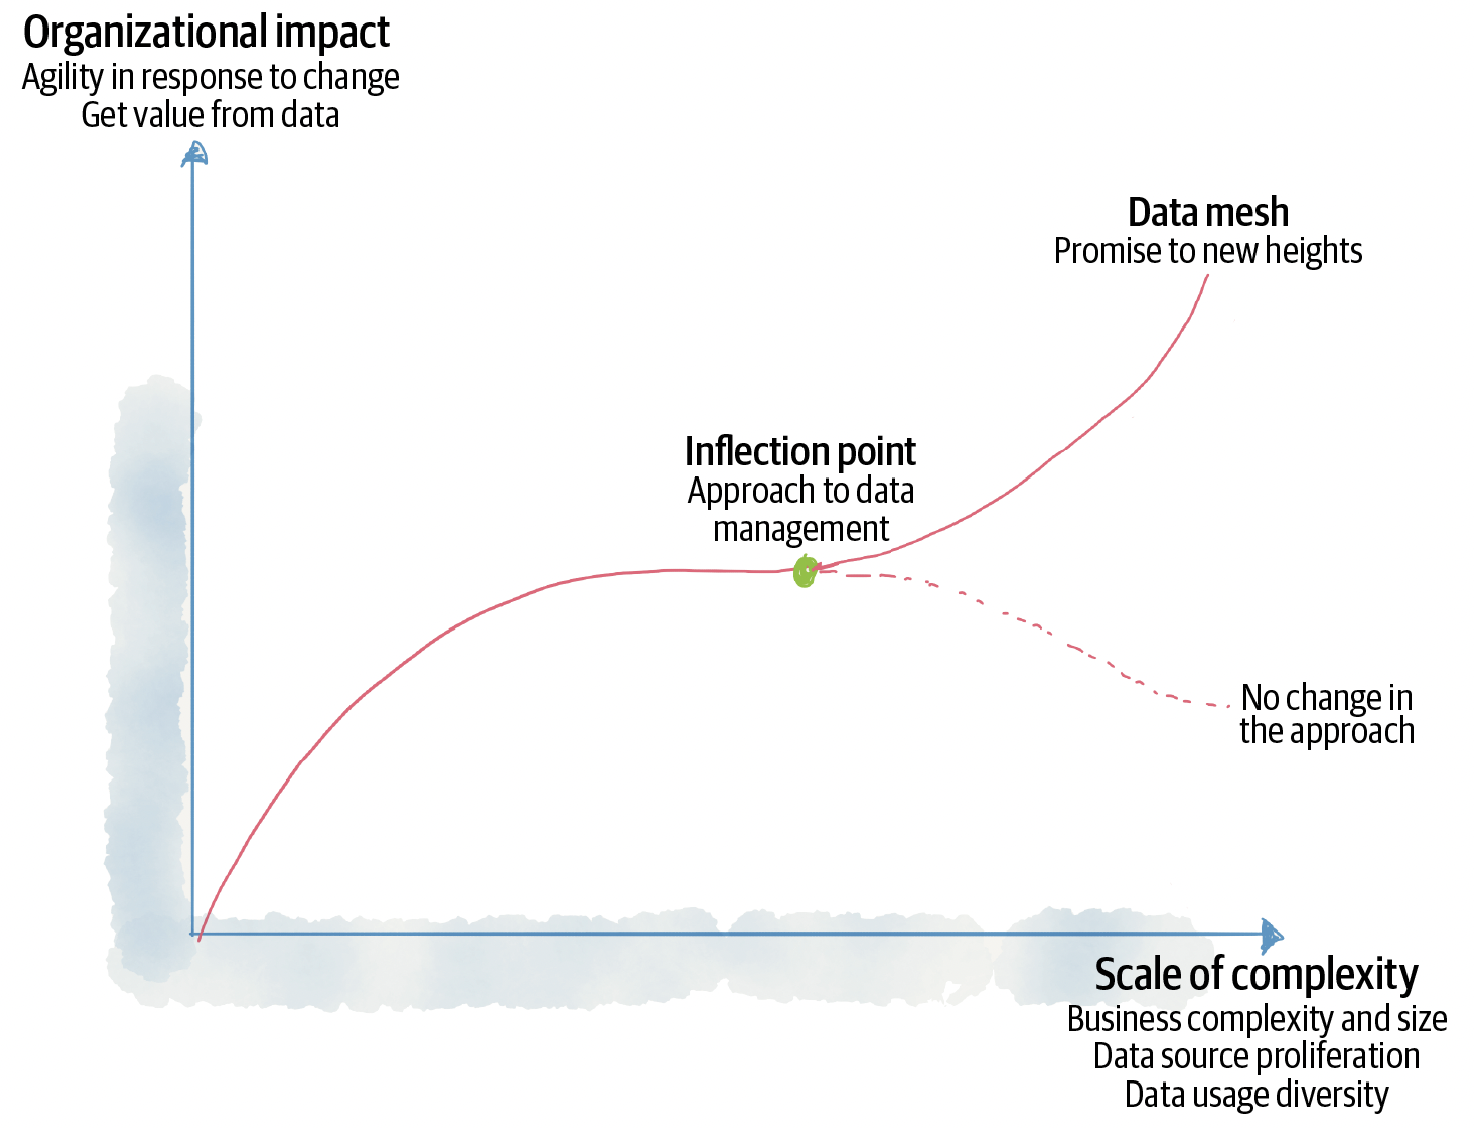 Organizational impact
Agility in response to change
Get value from data
Data mesh
Promise to new heights
Inflection point
Approach to data
management
No change in
the approach
Scale of complexity
Business complexity and size
Data source proliferation
Data usage diversity